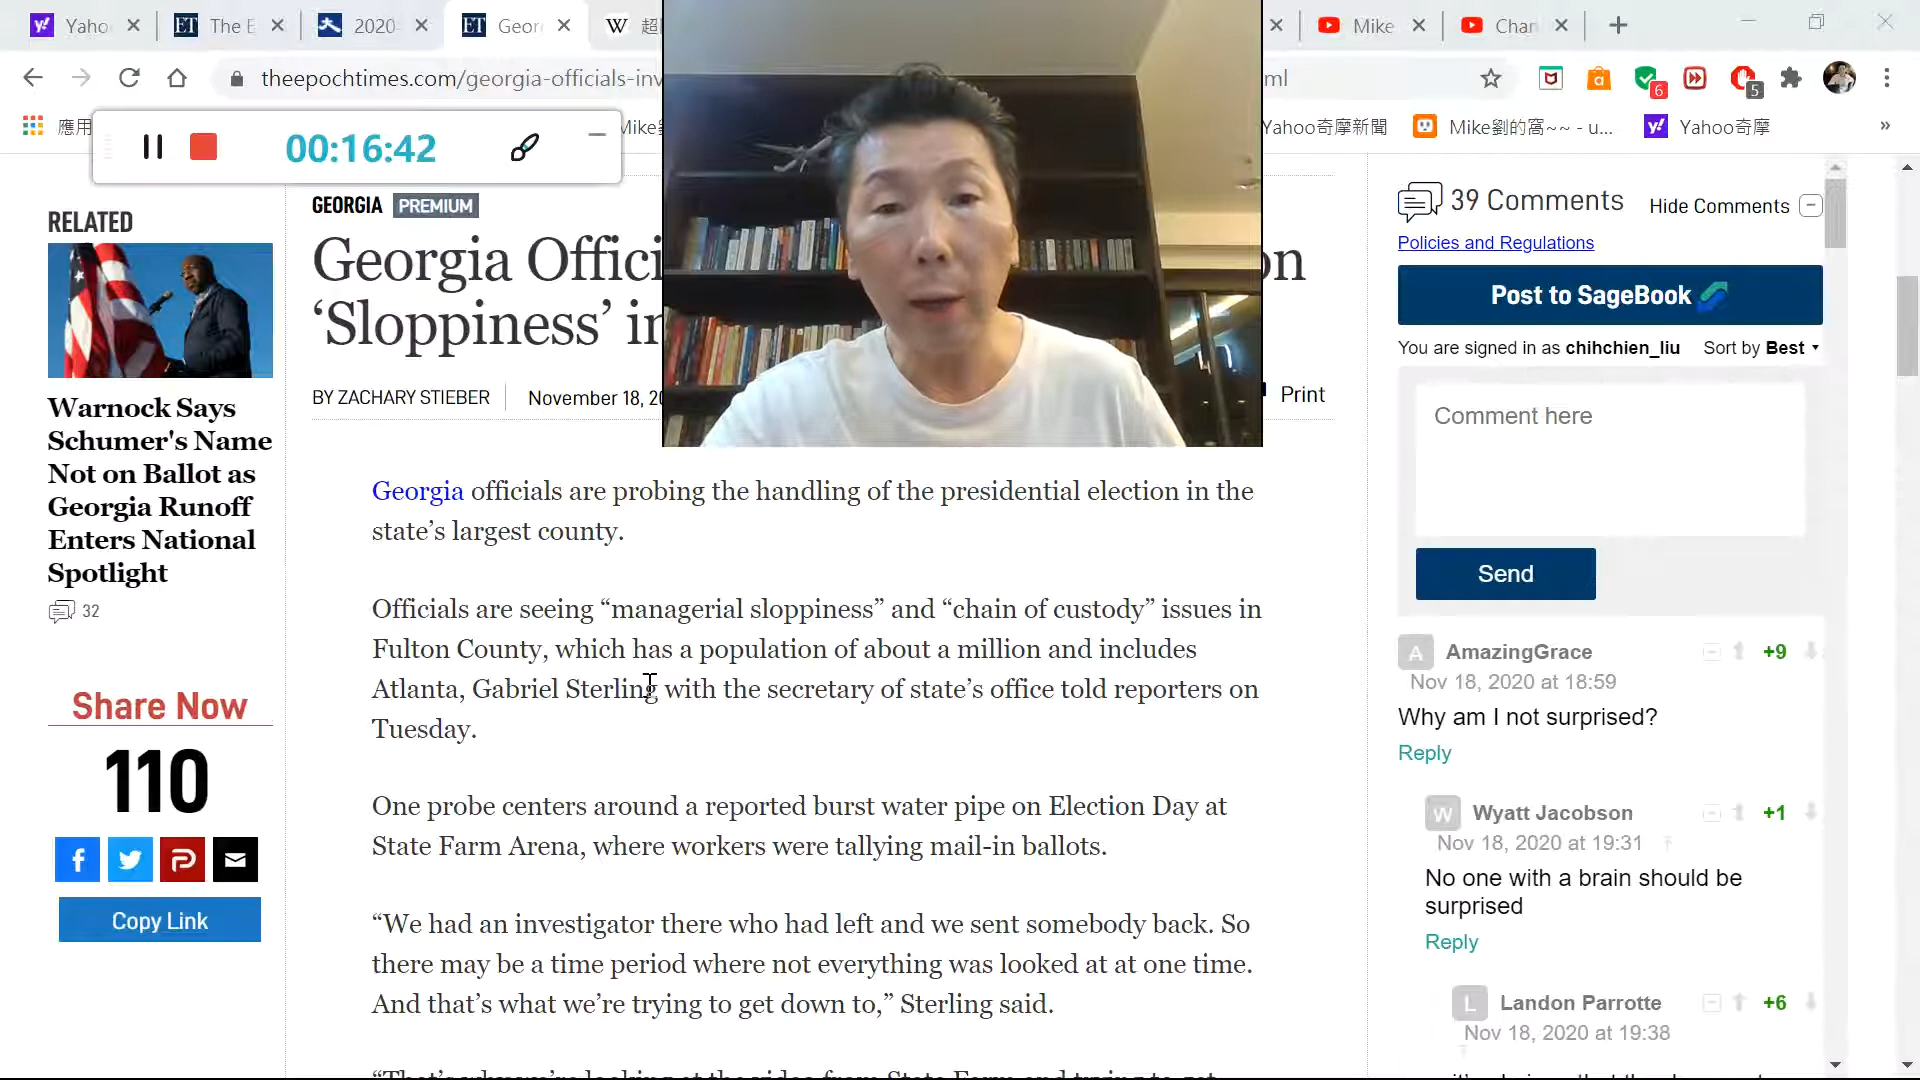 Yaho
The E
2020-
Geor
超
Mike
Chan
theepochtimes.com/georgia-officials-inv
ml
6
5
應用
Mike劉
Yahoo奇摩新聞
Mike劉的窩~~ - u...
Yahoo奇摩
00:16:42
RELATED
Warnock Says
Schumer's Name
Not on Ballot as
Georgia Runoff
Enters National
Spotlight
32
Share Now
110
Copy Link
GEORGIA PREMIUM
Georgia Offici on
‘Sloppiness’ in
BY ZACHARY STIEBER
November 18, 20
Print
Georgia officials are probing the handling of the presidential election in the
state’s largest county.
Officials are seeing “managerial sloppiness” and “chain of custody” issues in
Fulton County, which has a population of about a million and includes
Atlanta, Gabriel Sterling with the secretary of state’s office told reporters on
Tuesday.
One probe centers around a reported burst water pipe on Election Day at
State Farm Arena, where workers were tallying mail-in ballots.
“We had an investigator there who had left and we sent somebody back. So
there may be a time period where not everything was looked at at one time.
And that’s what we’re trying to get down to,” Sterling said.
39 Comments
Hide Comments
Policies and Regulations
Post to SageBook
You are signed in as chihchien_liu
Sort by Best
Comment here
Send
A AmazingGrace +9
Nov 18, 2020 at 18:59
Why am I not surprised?
Reply
W Wyatt Jacobson +1
Nov 18, 2020 at 19:31
No one with a brain should be
surprised
Reply
L Landon Parrotte +6
Nov 18, 2020 at 19:38